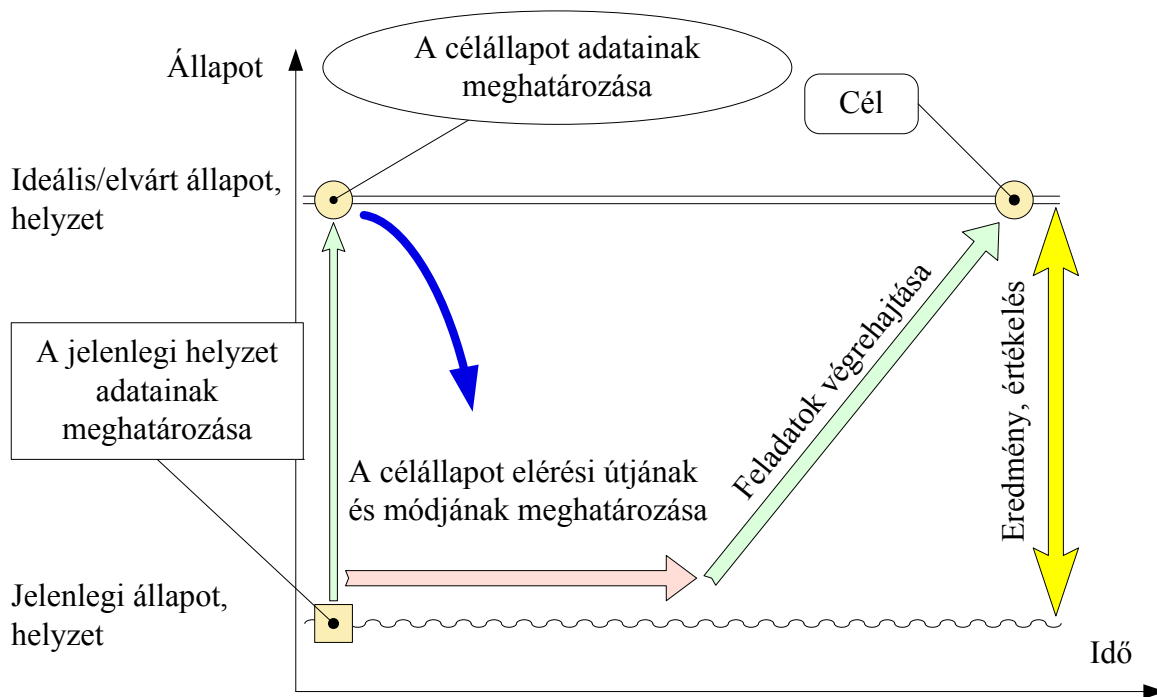 A célállapot adatainak
meghatározása
Állapot
Cél
Ideális/elvárt állapot,
helyzet
A jelenlegi helyzet
adatainak
meghatározása
A célállapot elérési útjának
és módjának meghatározása
Feladatok végrehajtása
Eredmény, értékelés
Jelenlegi állapot,
helyzet
Idő